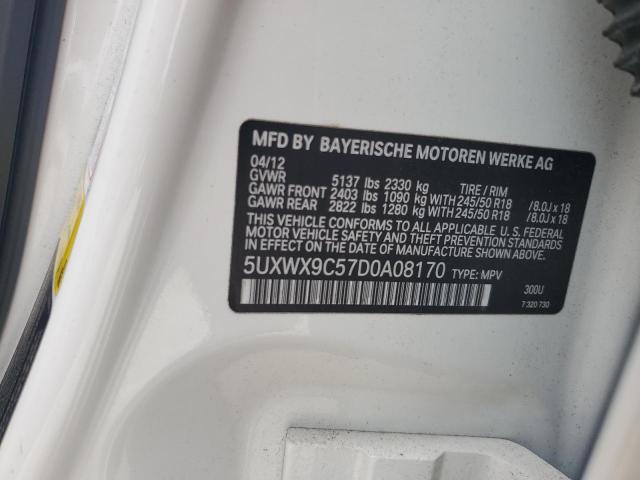 MFD BY BAYERISCHE MOTOREN WERKE AG
04/12
GVWR 5137 lbs 2330 kg TIRE / RIM
GAWR FRONT 2403 lbs 1090 kg WITH 245/50 R18 / 8.0J x 18
GAWR REAR 2822 lbs 1280 kg WITH 245/50 R18 / 8.0J x 18
THIS VEHICLE CONFORMS TO ALL APPLICABLE U. S. FEDERAL
MOTOR VEHICLE SAFETY AND THEFT PREVENTION STANDARDS
IN EFFECT ON THE DATE OF MANUFACTURE SHOWN ABOVE.
5UXWX9C57D0A08170 TYPE: MPV
300U
7 320 730